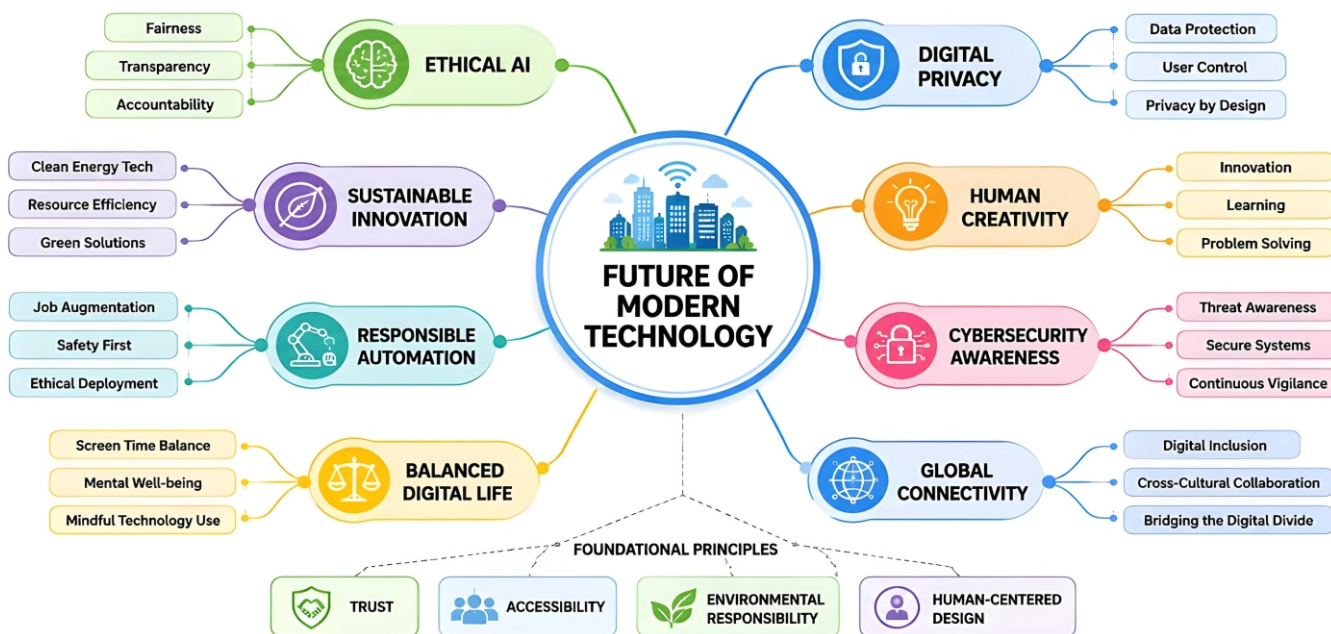 Fairness
Transparency
Accountability
ETHICAL AI
DIGITAL
PRIVACY
Data Protection
User Control
Privacy by Design
Clean Energy Tech
Resource Efficiency
Green Solutions
SUSTAINABLE
INNOVATION
FUTURE OF
MODERN
TECHNOLOGY
HUMAN
CREATIVITY
Innovation
Learning
Problem Solving
Job Augmentation
Safety First
Ethical Deployment
RESPONSIBLE
AUTOMATION
CYBERSECURITY
AWARENESS
Threat Awareness
Secure Systems
Continuous Vigilance
Screen Time Balance
Mental Well-being
Mindful Technology Use
BALANCED
DIGITAL LIFE
GLOBAL
CONNECTIVITY
Digital Inclusion
Cross-Cultural Collaboration
Bridging the Digital Divide
FOUNDATIONAL PRINCIPLES
TRUST
ACCESSIBILITY
ENVIRONMENTAL
RESPONSIBILITY
HUMAN-CENTERED
DESIGN